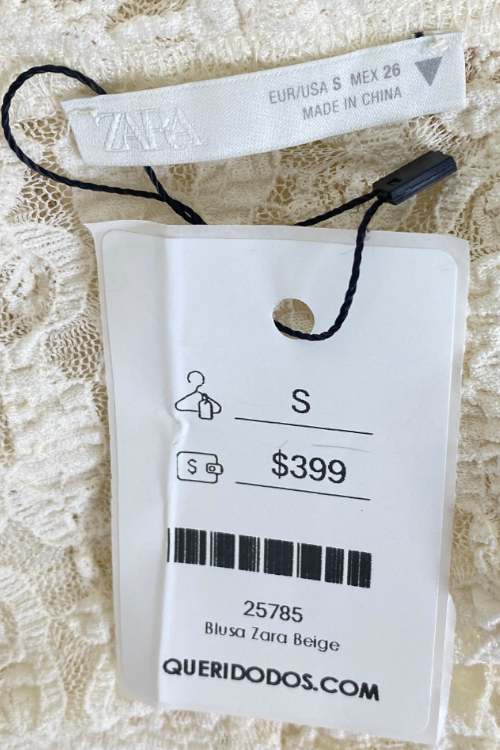 ZARA
EUR/USA S MEX 26
MADE IN CHINA
S
S $399
25785
Blusa Zara Beige
QUERIDODOS.COM